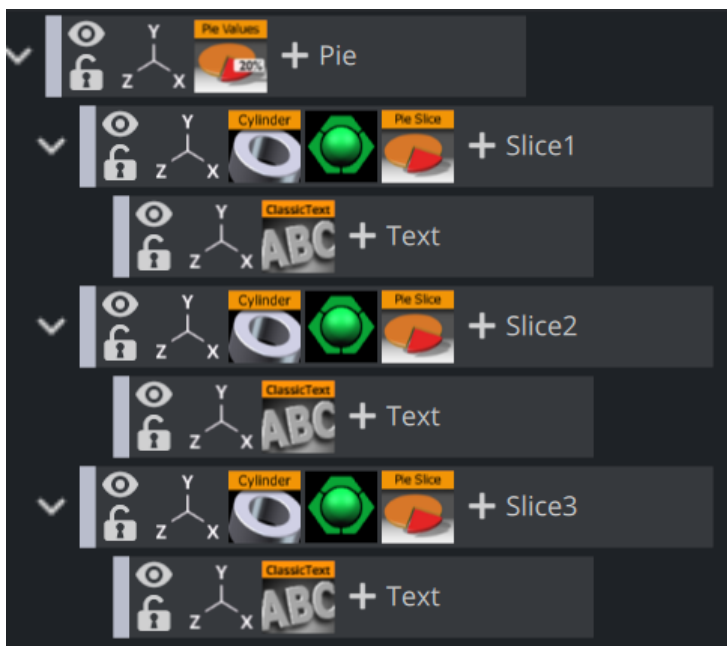 Y
Z X
Pie Values
20%
Pie
Y
Z X
Cylinder
Pie Slice
Slice1
Y
Z X
ClassicText
ABC
Text
Y
Z X
Cylinder
Pie Slice
Slice2
Y
Z X
ClassicText
ABC
Text
Y
Z X
Cylinder
Pie Slice
Slice3
Y
Z X
ClassicText
ABC
Text